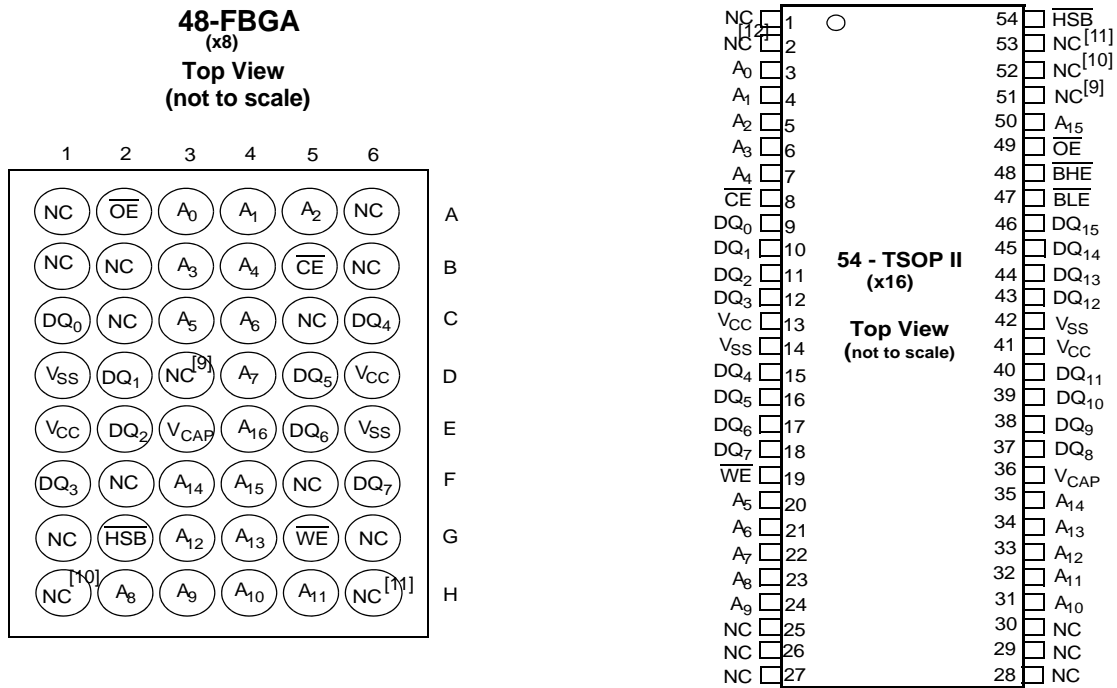 48-FBGA
(x8)
Top View
(not to scale)
1 2 3 4 5 6
NC OE A0 A1 A2 NC A
NC NC A3 A4 CE NC B
DQ0 NC A5 A6 NC DQ4 C
VSS DQ1 NC[9] A7 DQ5 VCC D
VCC DQ2 VCAP A16 DQ6 VSS E
DQ3 NC A14 A15 NC DQ7 F
NC HSB A12 A13 WE NC G
NC[10] A8 A9 A10 A11 NC[11] H
54 - TSOP II
(x16)
Top View
(not to scale)
NC 1 54 HSB
[12]
NC 2 53 NC[11]
A0 3 52 NC[10]
A1 4 51 NC[9]
A2 5 50 A15
A3 6 49 OE
A4 7 48 BHE
CE 8 47 BLE
DQ0 9 46 DQ15
DQ1 10 45 DQ14
DQ2 11 44 DQ13
DQ3 12 43 DQ12
VCC 13 42 VSS
VSS 14 41 VCC
DQ4 15 40 DQ11
DQ5 16 39 DQ10
DQ6 17 38 DQ9
DQ7 18 37 DQ8
WE 19 36 VCAP
A5 20 35 A14
A6 21 34 A13
A7 22 33 A12
A8 23 32 A11
A9 24 31 A10
NC 25 30 NC
NC 26 29 NC
NC 27 28 NC